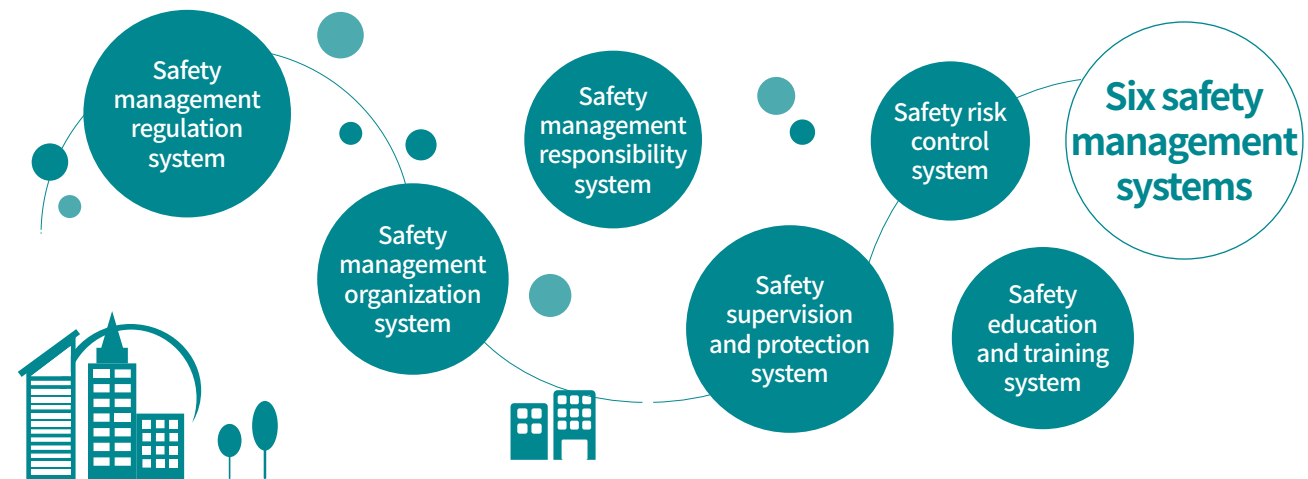 Safety
management
regulation
system
Safety
management
organization
system
Safety
management
responsibility
system
Safety
supervision
and protection
system
Safety risk
control
system
Safety
education
and training
system
Six safety
management
systems